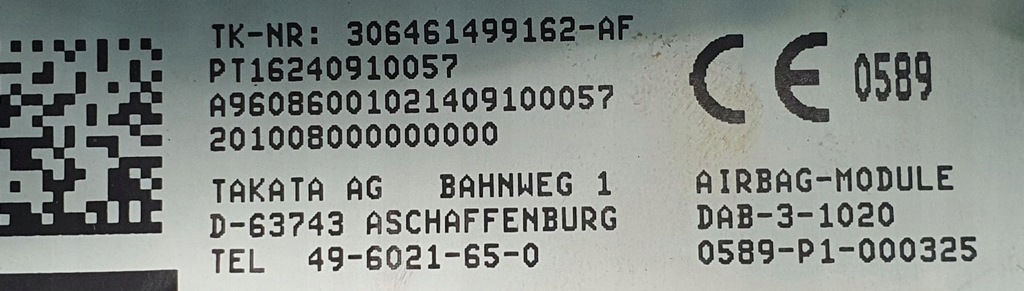 TK-NR: 306461499162-AF
PT16240910057
A96086001021409100057
201008000000000
TAKATA AG BAHNWEG 1
D-63743 ASCHAFFENBURG
TEL 49-6021-65-0
CE 0589
AIRBAG-MODULE
DAB-3-1020
0589-P1-000325